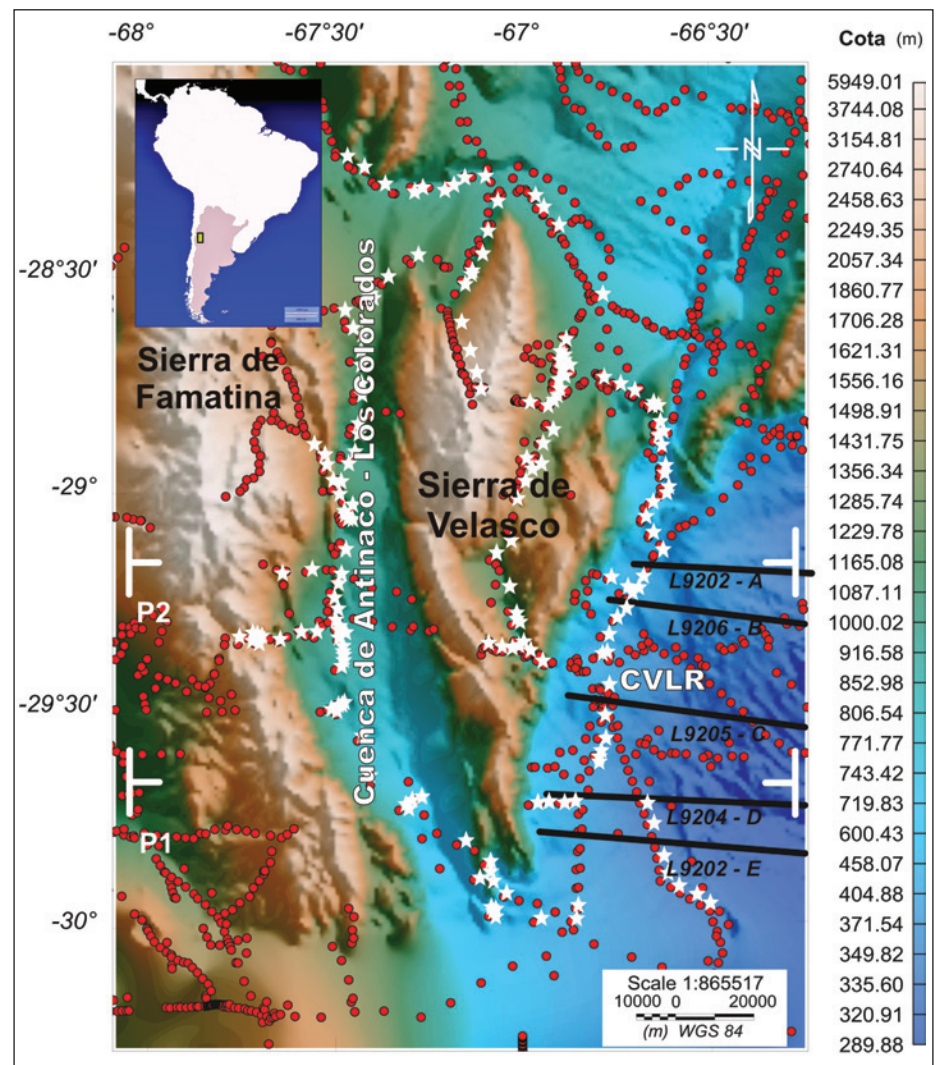 -68° -67°30' -67° -66°30'
Cota (m)
-28°30'
-29°
-29°30'
-30°
Sierra de
Famatina
Cuenca de Antinaco - Los Colorados
Sierra de
Velasco
P2
P1
CVLR
L9202 - A
L9206 - B
L9205 - C
L9204 - D
L9202 - E
N
Scale 1:865517
10000 0 20000
(m) WGS 84
5949.01
3744.08
3154.81
2740.64
2458.63
2249.35
2057.34
1860.77
1706.28
1621.31
1556.16
1498.91
1431.75
1356.34
1285.74
1229.78
1165.08
1087.11
1000.02
916.58
852.98
806.54
771.77
743.42
719.83
600.43
458.07
404.88
371.54
349.82
335.60
320.91
289.88